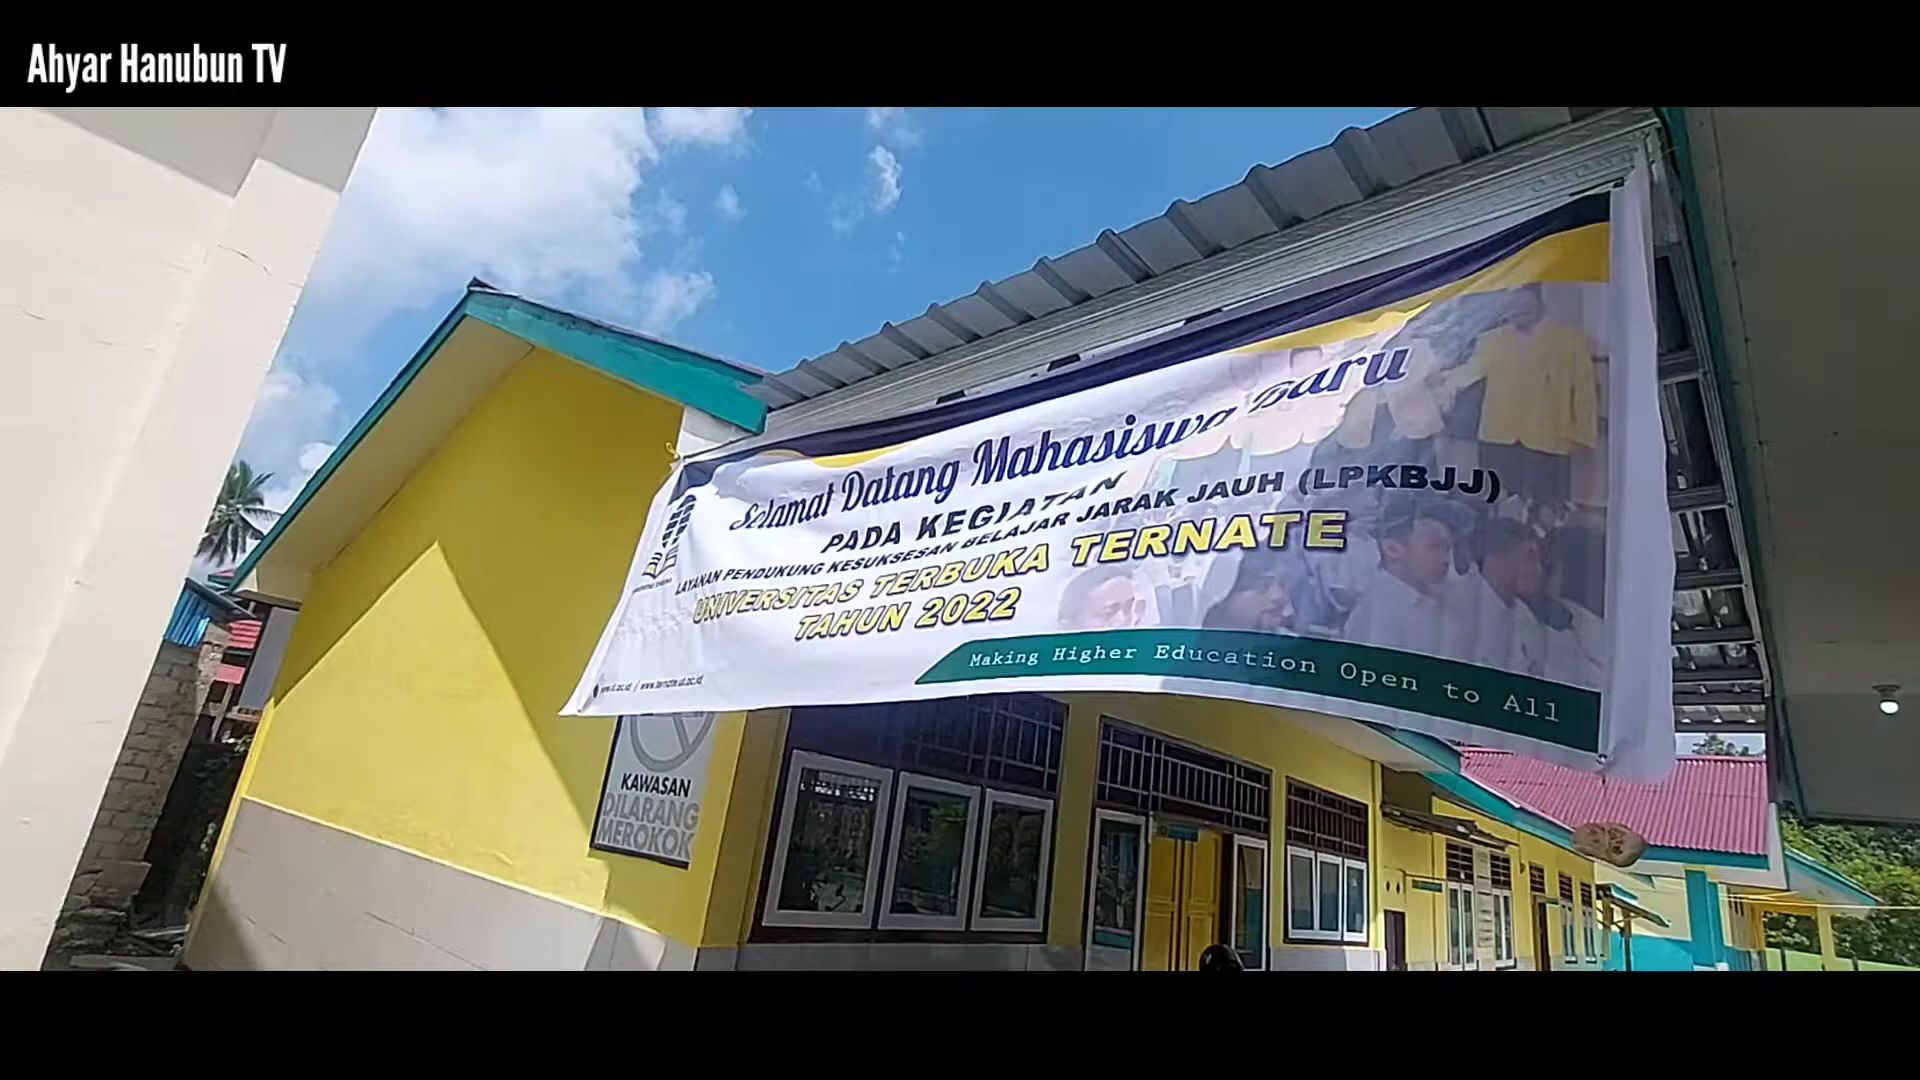 Ahyar Hanubun TV
Selamat Datang Mahasiswa Baru
PADA KEGIATAN
LAYANAN PENDUKUNG KESUKSESAN BELAJAR JARAK JAUH (LPKBJJ)
UNIVERSITAS TERBUKA TERNATE
TAHUN 2022
Making Higher Education Open to All
KAWASAN
DILARANG
MEROKOK